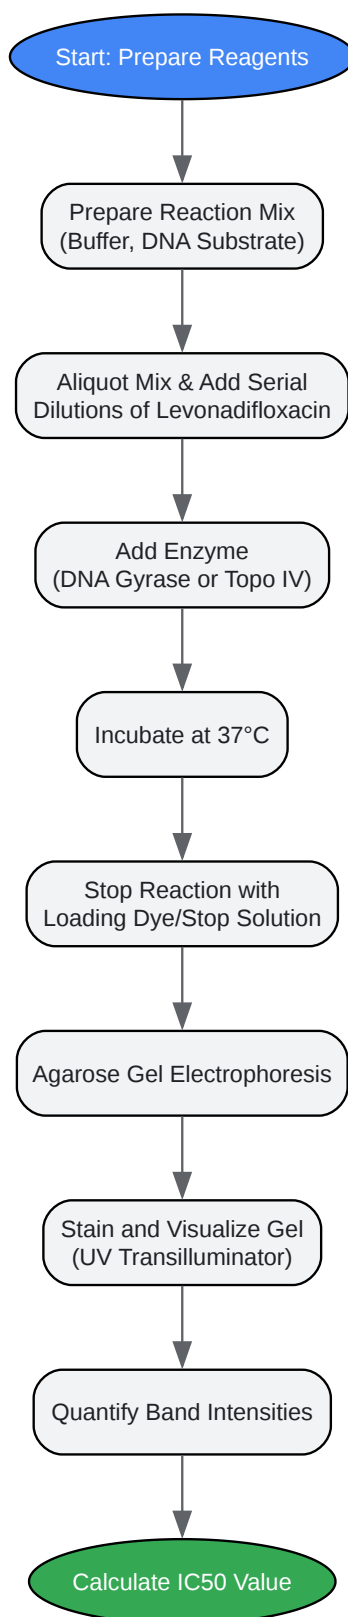 Start: Prepare Reagents
Prepare Reaction Mix
(Buffer, DNA Substrate)
Aliquot Mix & Add Serial
Dilutions of Levonadifloxacin
Add Enzyme
(DNA Gyrase or Topo IV)
Incubate at 37°C
Stop Reaction with
Loading Dye/Stop Solution
Agarose Gel Electrophoresis
Stain and Visualize Gel
(UV Transilluminator)
Quantify Band Intensities
Calculate IC50 Value